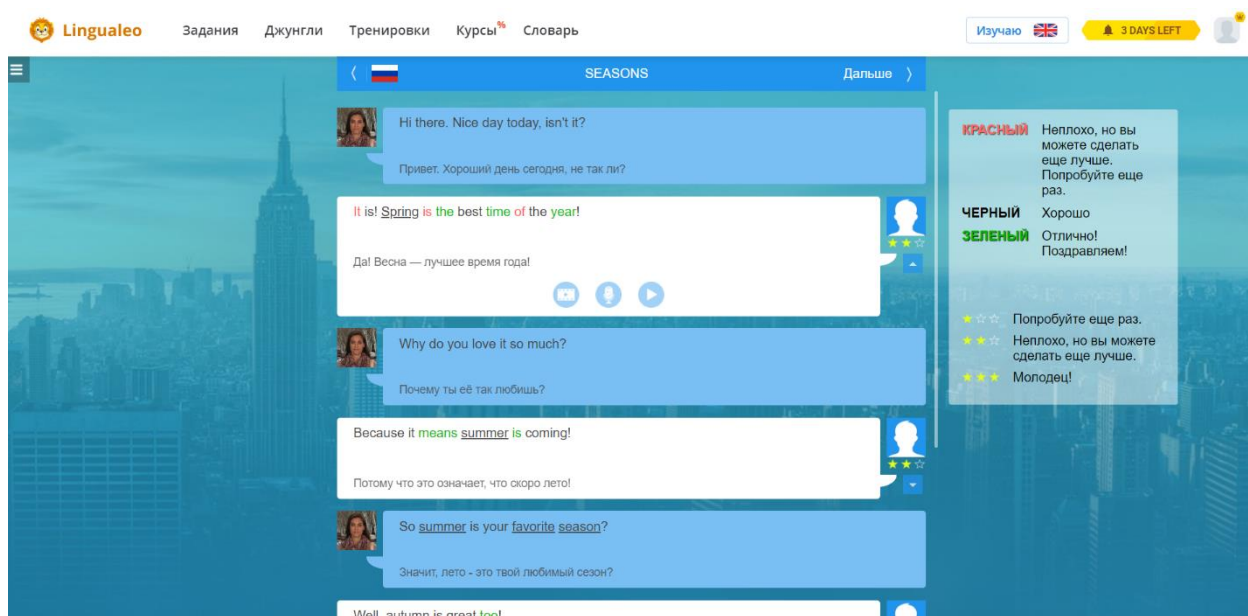 Lingualeo Задания Джунгли Тренировки Курсы% Словарь Изучаю 3 DAYS LEFT
SEASONS Дальше
Hi there. Nice day today, isn't it?
Привет. Хороший день сегодня, не так ли?
It is! Spring is the best time of the year!
Да! Весна — лучшее время года!
Why do you love it so much?
Почему ты её так любишь?
Because it means summer is coming!
Потому что это означает, что скоро лето!
So summer is your favorite season?
Значит, лето - это твой любимый сезон?
Well, autumn is great too!
КРАСНЫЙ Неплохо, но вы
можете сделать
еще лучше.
Попробуйте еще
раз.
ЧЕРНЫЙ Хорошо
ЗЕЛЕНЫЙ Отлично!
Поздравляем!
Попробуйте еще раз.
Неплохо, но вы можете
сделать еще лучше.
Молодец!